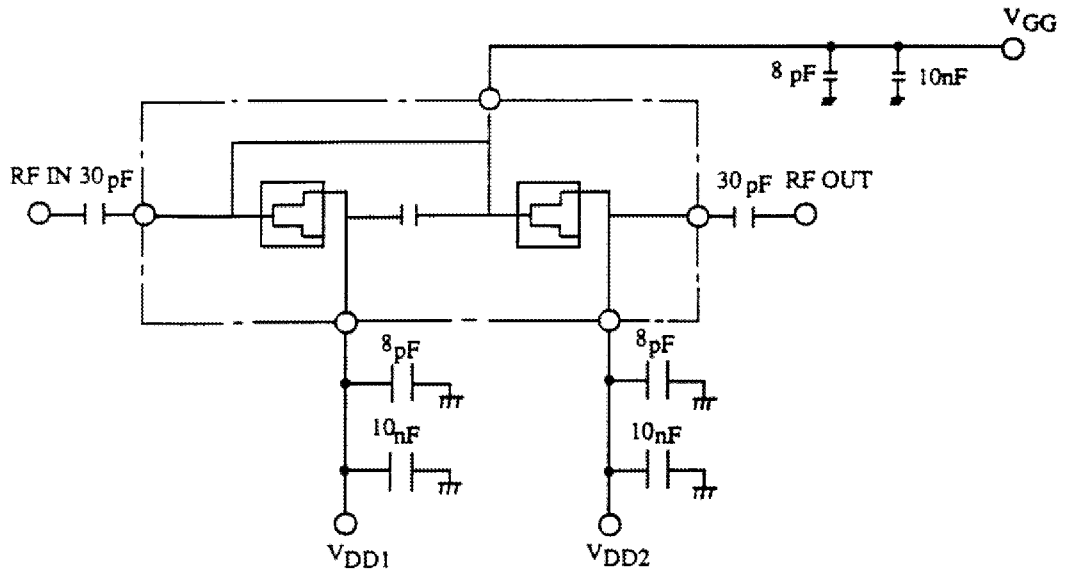 VGG
8 pF
10nF
RF IN 30pF
30pF RF OUT
8pF
8pF
10nF
10nF
VDD1
VDD2